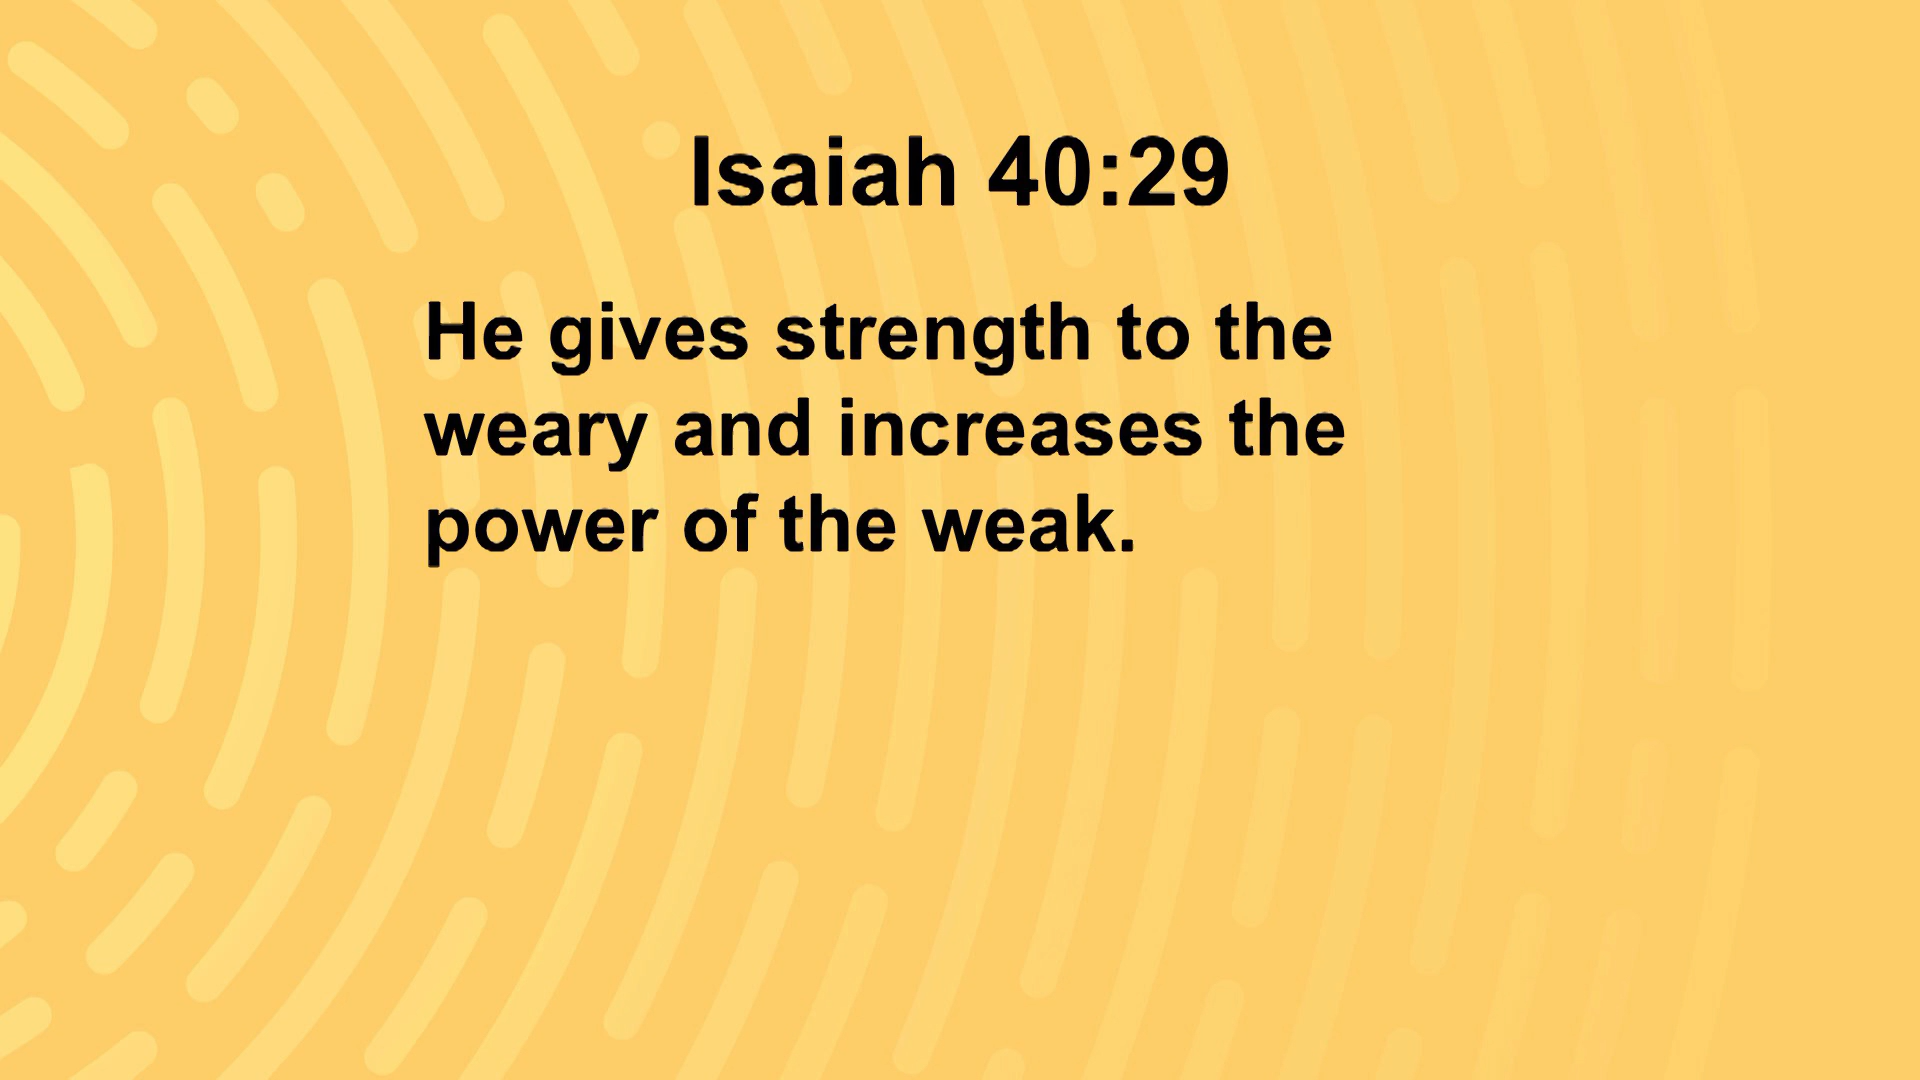 Isaiah 40:29
He gives strength to the
weary and increases the
power of the weak.